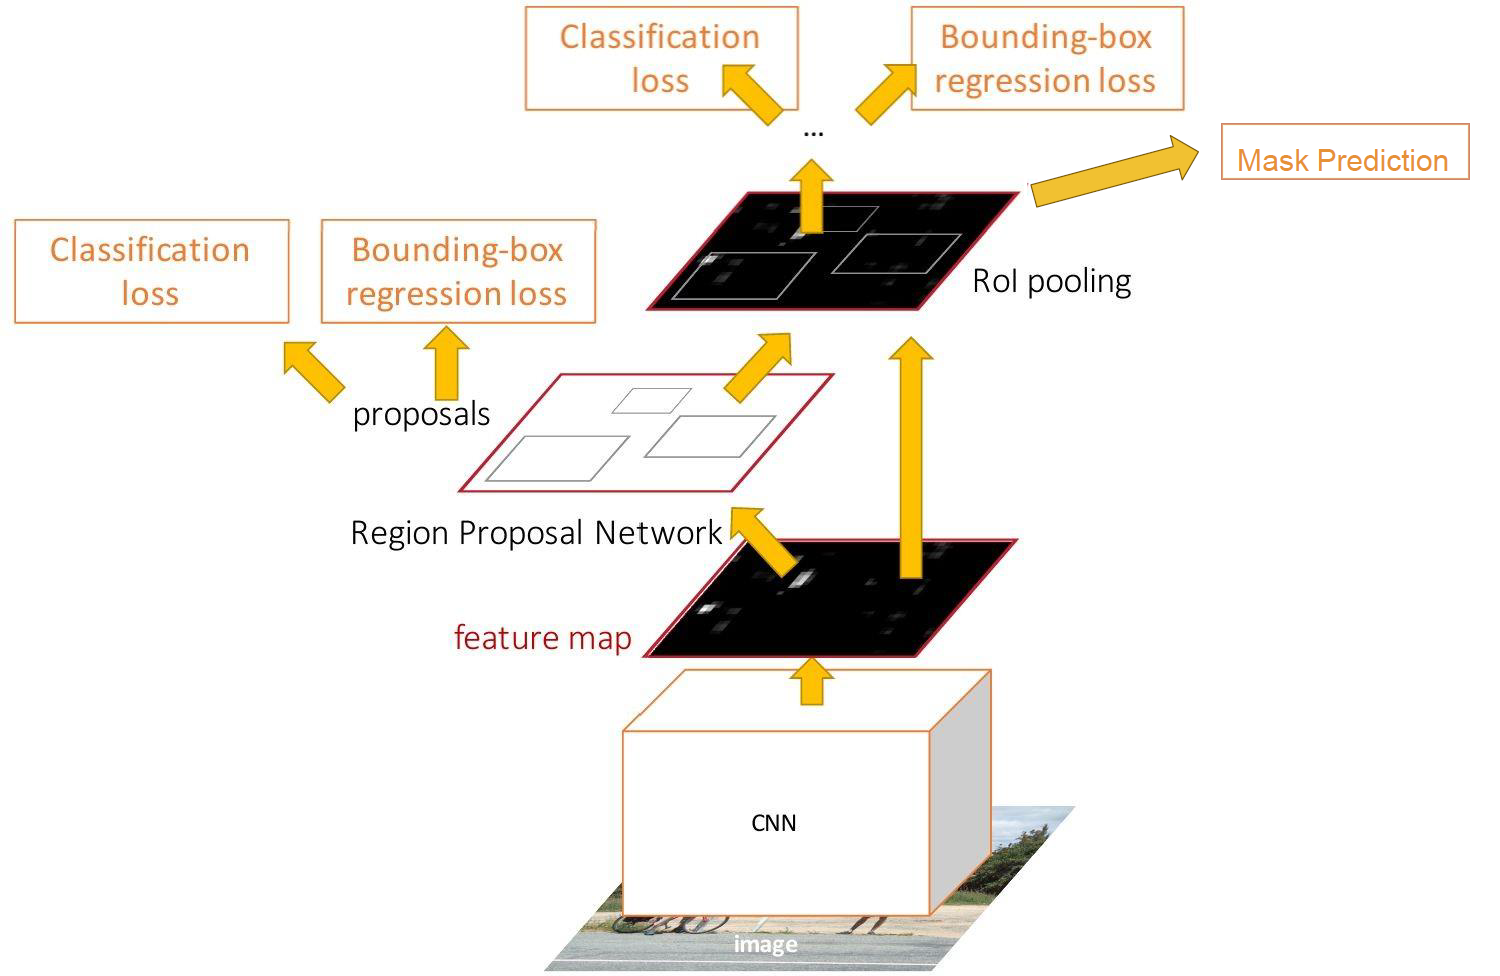 Classification
loss
Bounding-box
regression loss
...
Mask Prediction
Classification
loss
Bounding-box
regression loss
RoI pooling
proposals
Region Proposal Network
feature map
CNN
image